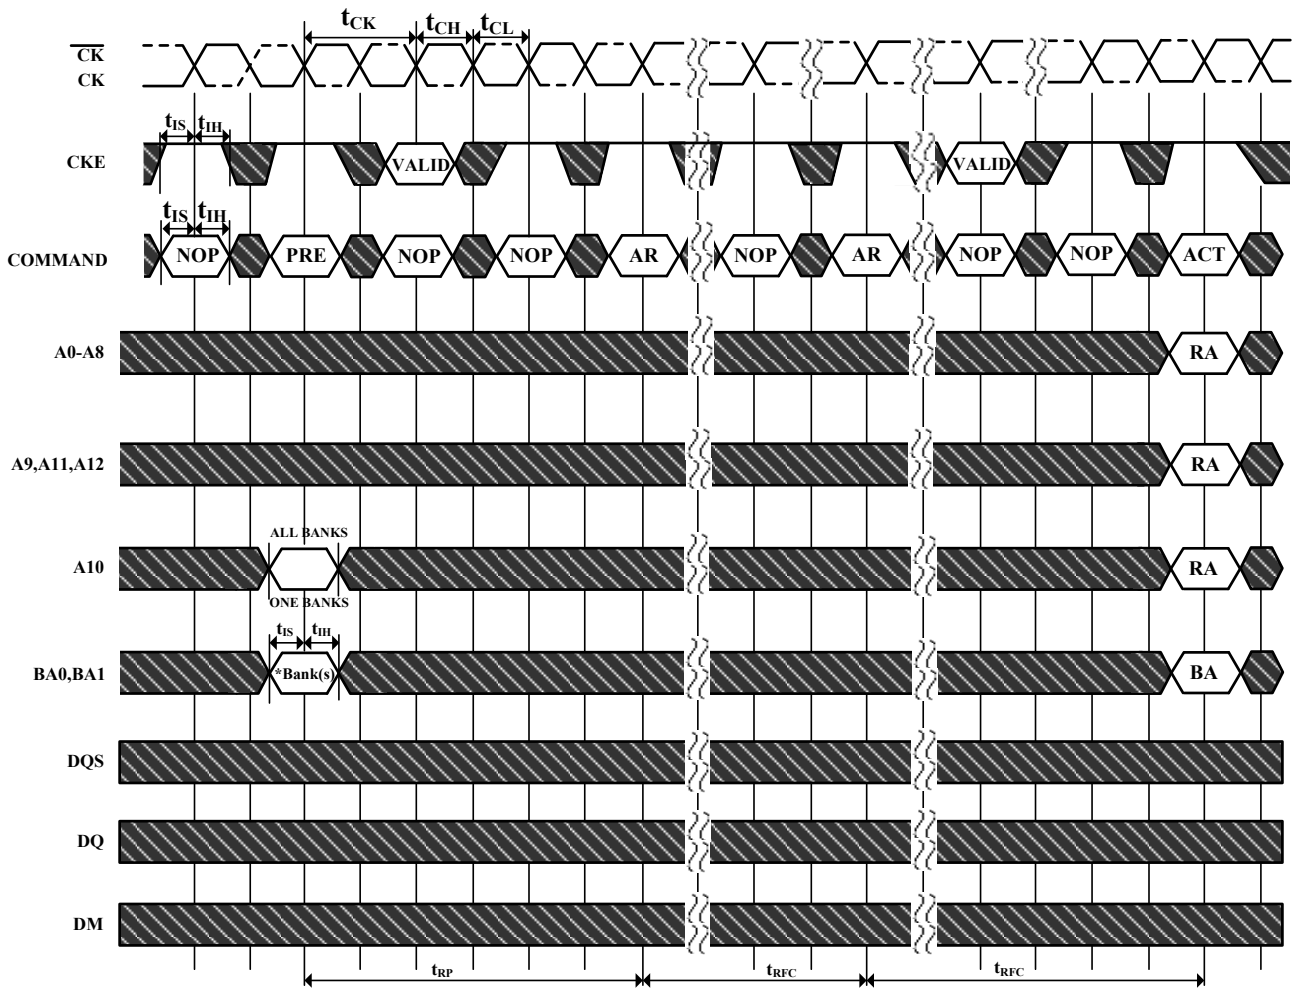 tCK tCH tCL
CK
CK
tIS tIH
CKE VALID VALID
tIS tIH
COMMAND NOP PRE NOP NOP AR NOP AR NOP NOP ACT
A0-A8 RA
A9,A11,A12 RA
ALL BANKS
A10 RA
ONE BANKS
tIS tIH
BA0,BA1 *Bank(s) BA
DQS
DQ
DM
tRP tRFC tRFC